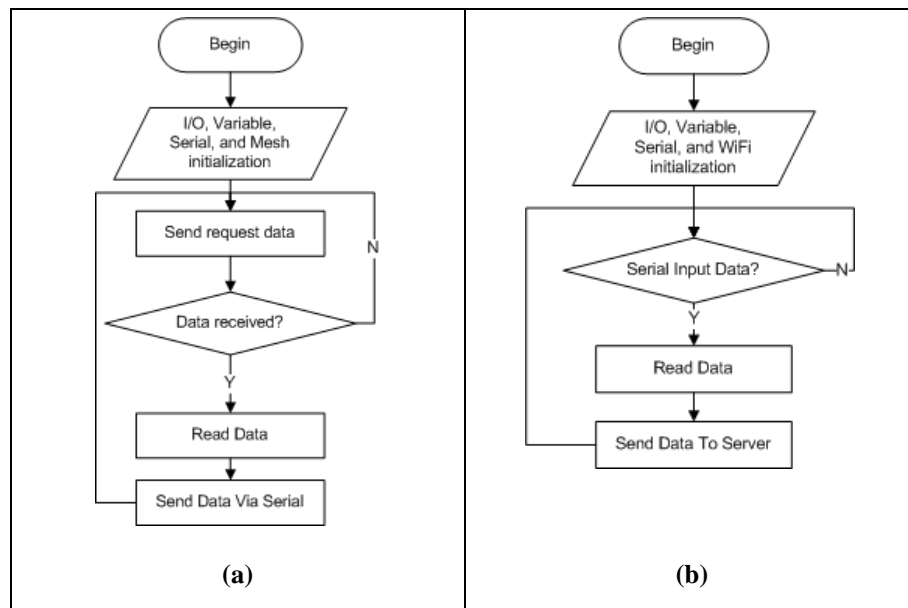 Begin
I/O, Variable,
Serial, and Mesh
initialization
Send request data
N
Data received?
Y
Read Data
Send Data Via Serial
(a)
Begin
I/O, Variable,
Serial, and WiFi
initialization
Serial Input Data?
N
Y
Read Data
Send Data To Server
(b)